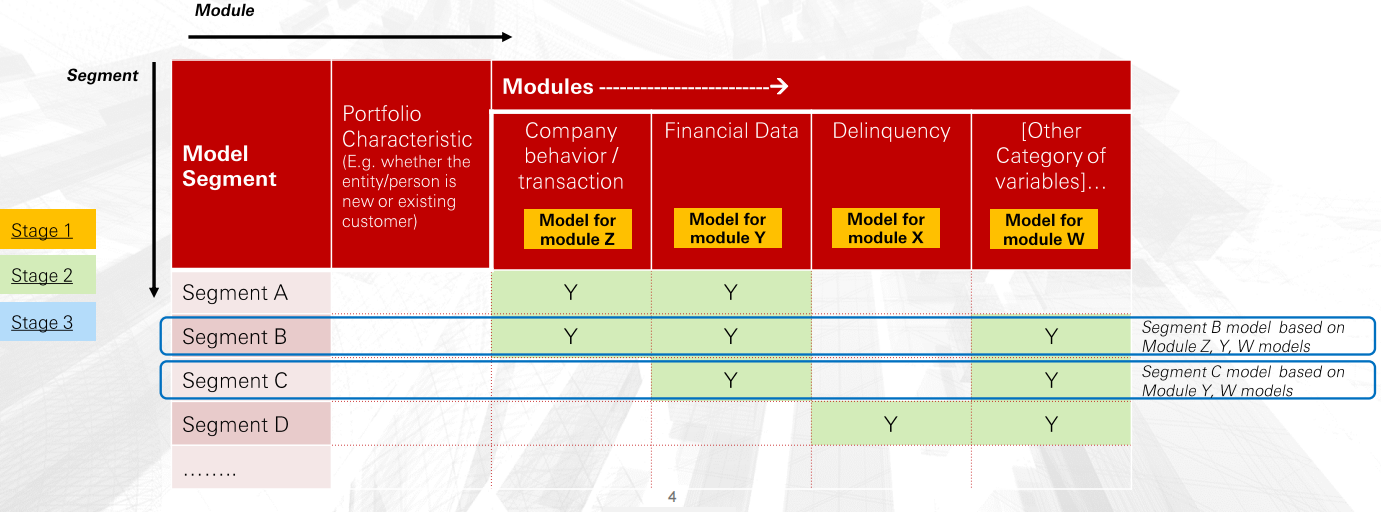 Module
Segment
Model
Segment
Portfolio
Characteristic
(E.g. whether the
entity/person is
new or existing
customer)
Modules -------------------------→
Company
behavior /
transaction
Model for
module Z
Financial Data
Model for
module Y
Delinquency
Model for
module X
[Other
Category of
variables]…
Model for
module W
Stage 1
Stage 2
Stage 3
Segment A Y Y
Segment B Y Y Y
Segment B model based on
Module Z, Y, W models
Segment C Y Y
Segment C model based on
Module Y, W models
Segment D Y Y
........
4